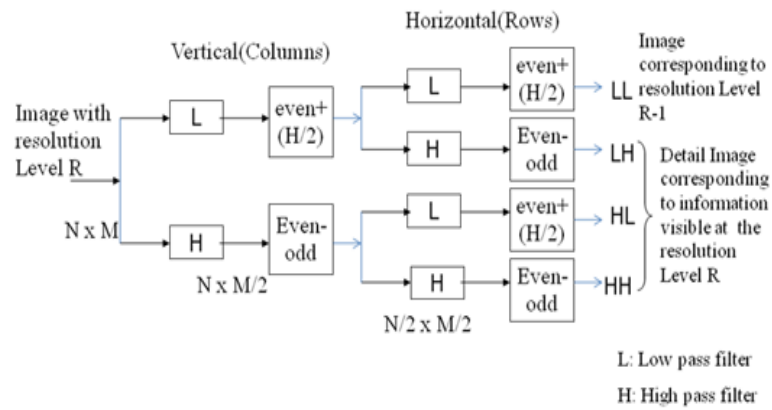 Horizontal(Rows)
Vertical(Columns)
Image with
resolution
Level R
N x M
L
even+
(H/2)
H
Even-
odd
N x M/2
L
even+
(H/2)
LL
H
Even-
odd
LH
L
even+
(H/2)
HL
H
Even-
odd
HH
N/2 x M/2
Image
corresponding to
resolution Level
R-1
Detail Image
corresponding
to information
visible at the
resolution
Level R
L: Low pass filter
H: High pass filter